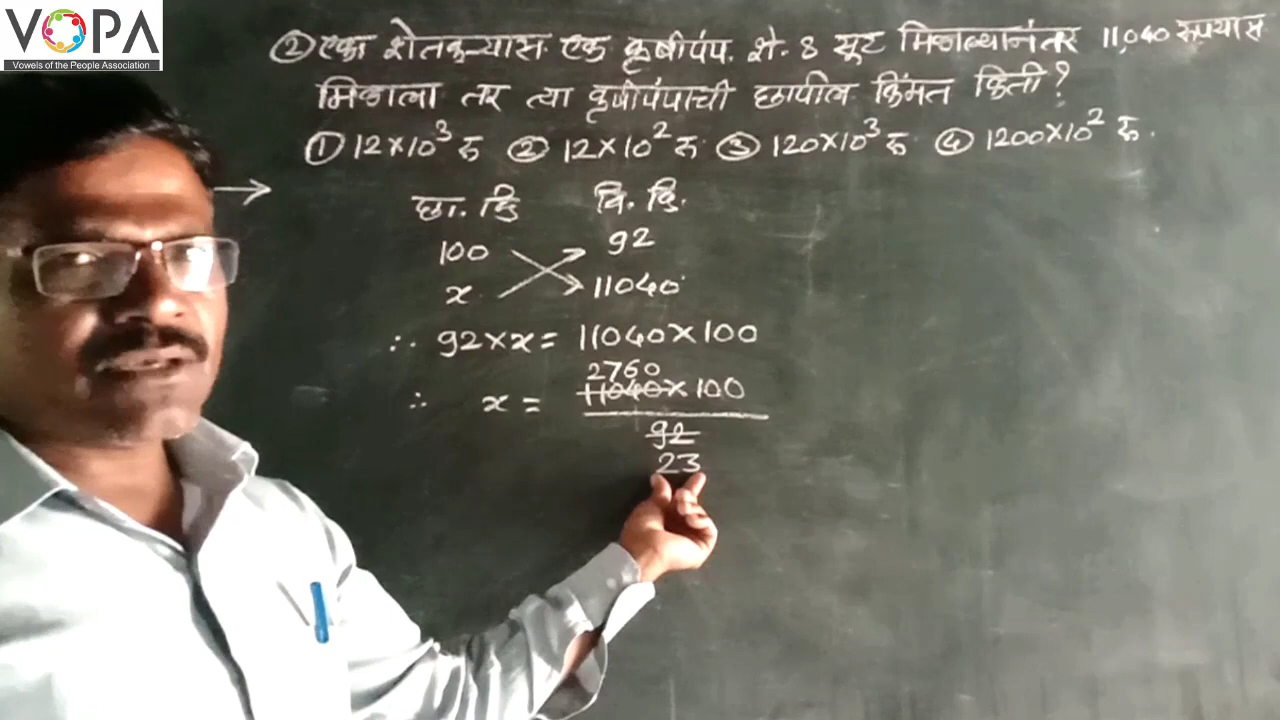 VOPA
Vowels of the People Association
② एका शेतकऱ्यास एक कृषीपंप शे. 8 सूट मिळाल्यानंतर 11,040 रुपयास
मिळाला तर त्या कृषीपंपाची छापील किंमत किती?
① 12×10³ रु ② 12×10² रु ③ 120×10³ रु ④ 1200×10² रु.
→ छा. कि वि. कि.
100 92
x 11040
∴ 92×x = 11040×100
2760
∴ x = 11040×100
92
23